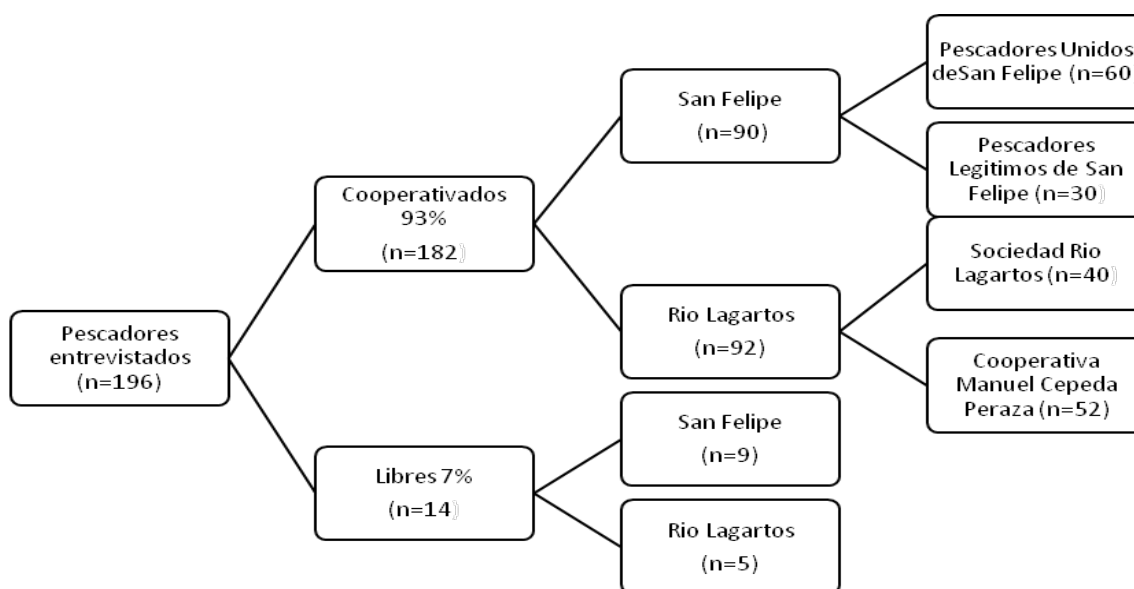 Pescadores
entrevistados
(n=196)
Cooperativados
93%
(n=182)
Libres 7%
(n=14)
San Felipe
(n=90)
Rio Lagartos
(n=92)
San Felipe
(n=9)
Rio Lagartos
(n=5)
Pescadores Unidos
deSan Felipe (n=60
Pescadores
Legitimos de San
Felipe (n=30)
Sociedad Rio
Lagartos (n=40)
Cooperativa
Manuel Cepeda
Peraza (n=52)